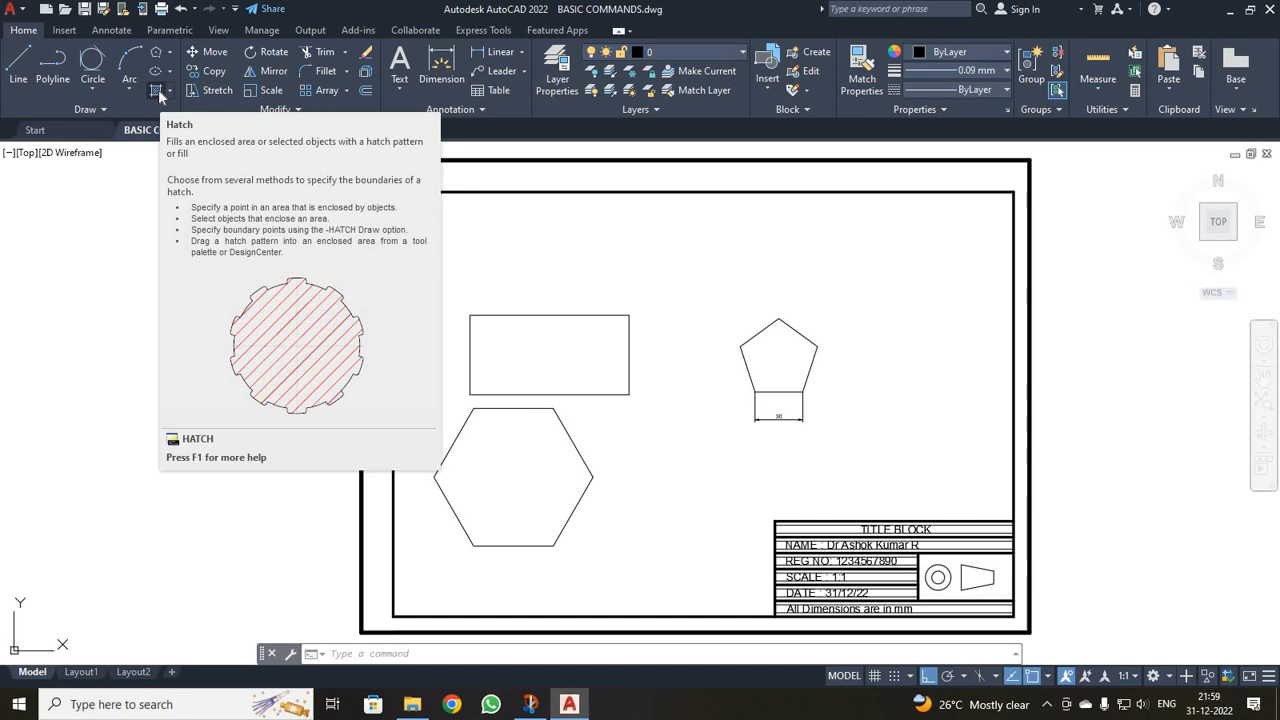 Share
Autodesk AutoCAD 2022 BASIC COMMANDS.dwg
Type a keyword or phrase
Sign In
Home Insert Annotate Parametric View Manage Output Add-ins Collaborate Express Tools Featured Apps
Line
Polyline
Circle
Arc
Move
Rotate
Trim
Copy
Mirror
Fillet
Stretch
Scale
Array
Text
Dimension
Linear
Leader
Table
Layer
Properties
0
Make Current
Match Layer
Insert
Create
Edit
Match
Properties
ByLayer
0.09 mm
ByLayer
Group
Measure
Paste
Base
Draw
Modify
Annotation
Layers
Block
Properties
Groups
Utilities
Clipboard
View
Start
BASIC C
[−][Top][2D Wireframe]
Hatch
Fills an enclosed area or selected objects with a hatch pattern
or fill
Choose from several methods to specify the boundaries of a
hatch.
• Specify a point in an area that is enclosed by objects.
• Select objects that enclose an area.
• Specify boundary points using the -HATCH Draw option.
• Drag a hatch pattern into an enclosed area from a tool
palette or DesignCenter.
HATCH
Press F1 for more help
N
W
TOP
E
S
WCS
30
TITLE BLOCK
NAME : Dr Ashok Kumar R
REG NO: 1234567890
SCALE : 1:1
DATE : 31/12/22
All Dimensions are in mm
Y
X
Type a command
Model Layout1 Layout2 +
MODEL
1:1
Type here to search
26°C Mostly clear
ENG
21:59
31-12-2022